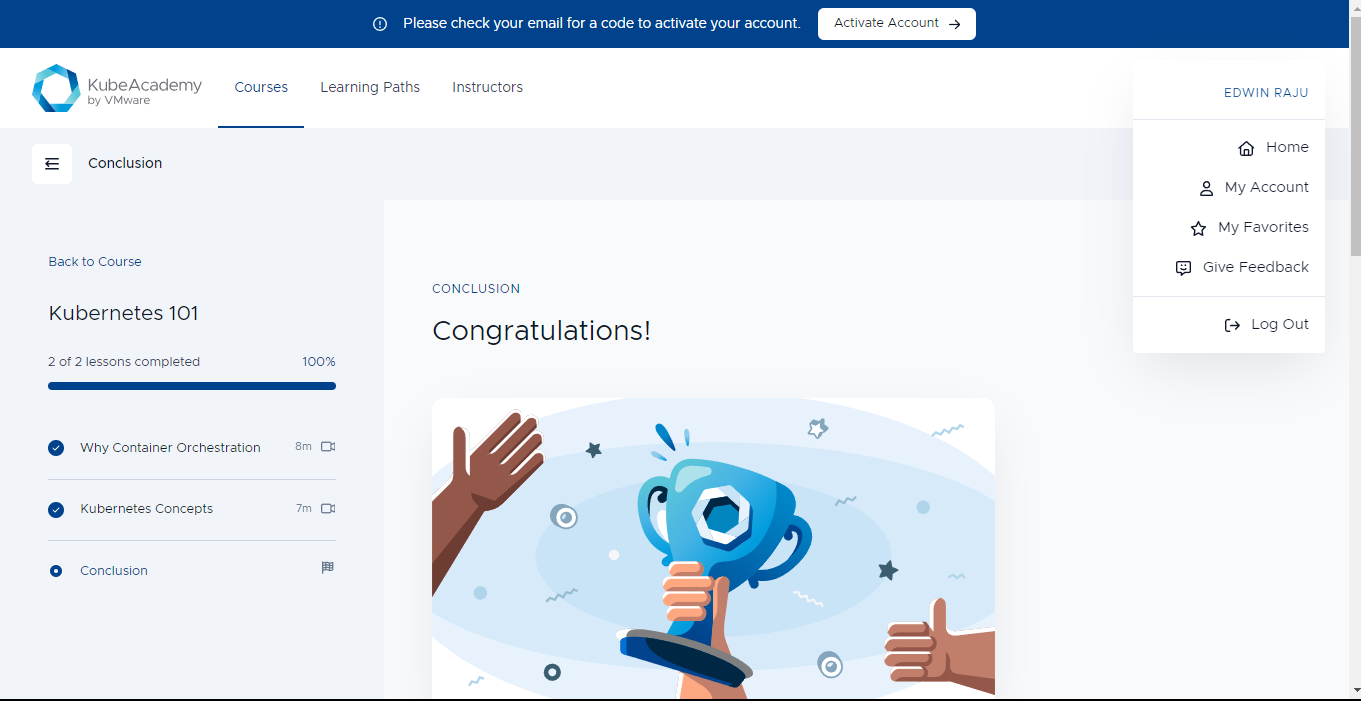 Please check your email for a code to activate your account.
Activate Account
KubeAcademy
by VMware
Courses
Learning Paths
Instructors
EDWIN RAJU
Home
My Account
My Favorites
Give Feedback
Log Out
Conclusion
Back to Course
Kubernetes 101
2 of 2 lessons completed
100%
Why Container Orchestration
8m
Kubernetes Concepts
7m
Conclusion
CONCLUSION
Congratulations!